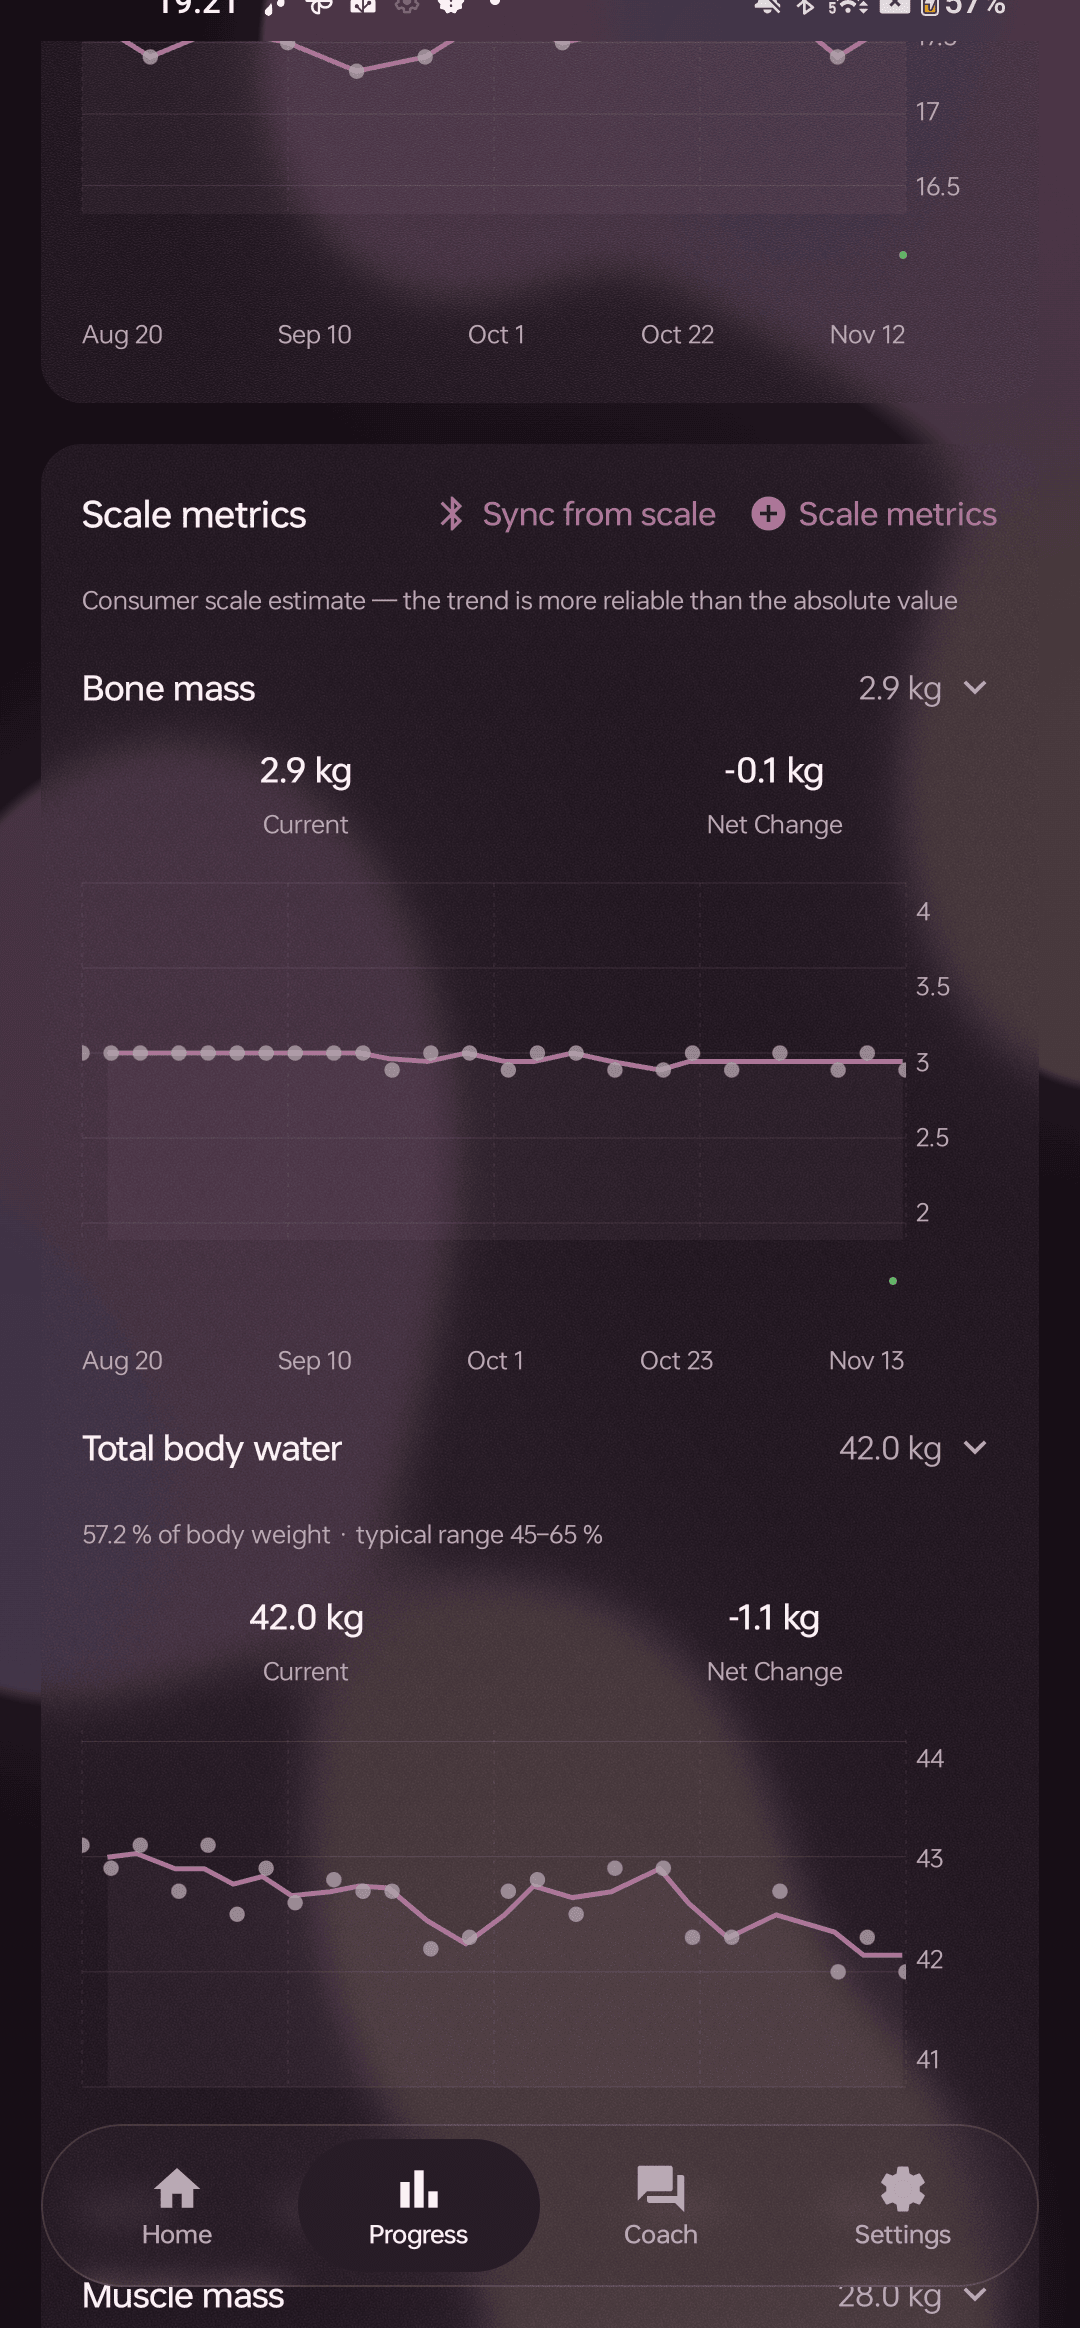 19:21
57%
17.5
17
16.5
Aug 20 Sep 10 Oct 1 Oct 22 Nov 12
Scale metrics Sync from scale Scale metrics
Consumer scale estimate — the trend is more reliable than the absolute value
Bone mass 2.9 kg
2.9 kg -0.1 kg
Current Net Change
4
3.5
3
2.5
2
Aug 20 Sep 10 Oct 1 Oct 23 Nov 13
Total body water 42.0 kg
57.2 % of body weight · typical range 45–65 %
42.0 kg -1.1 kg
Current Net Change
44
43
42
41
Home Progress Coach Settings
Muscle mass 28.0 kg